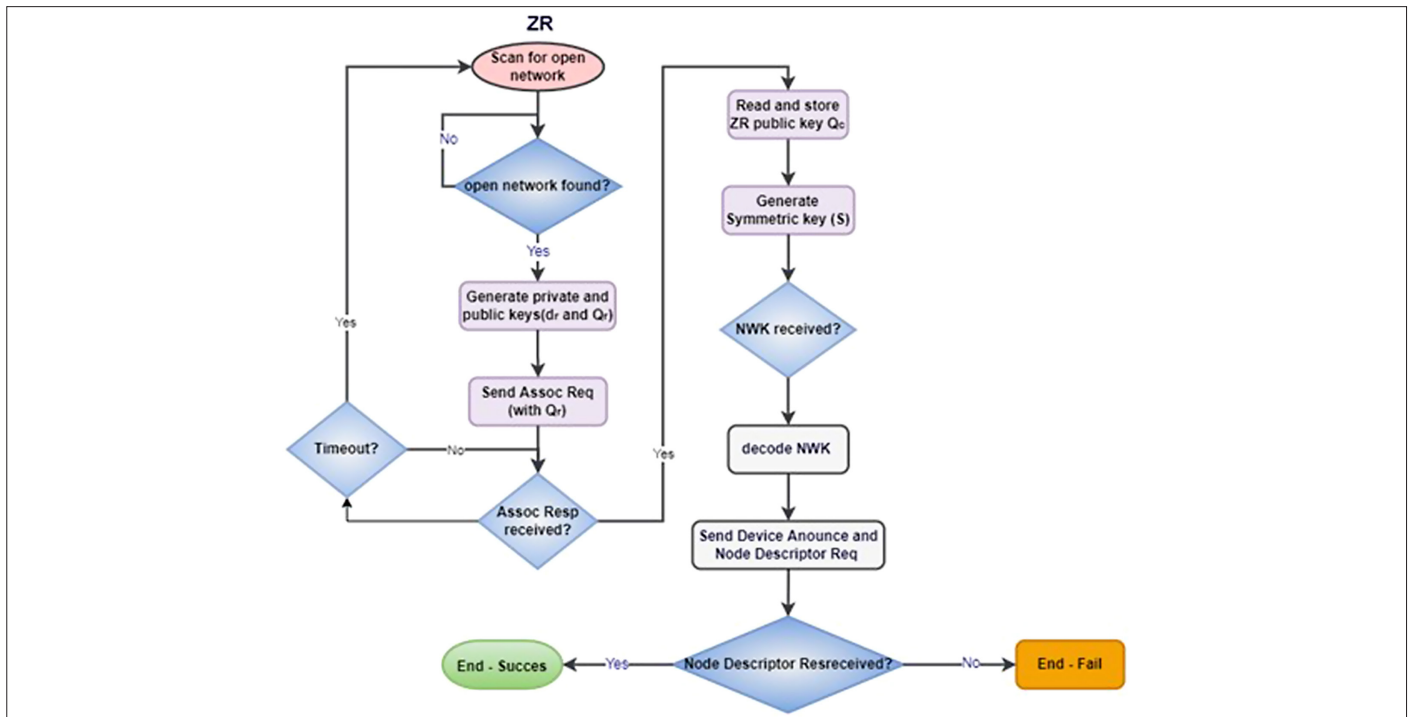 ZR
Scan for open
network
No
open network found?
Yes
Generate private and
public keys(dᵣ and Qᵣ)
Send Assoc Req
(with Qᵣ)
Yes
Timeout?
No
Assoc Resp
received?
Yes
Read and store
ZR public key Q꜀
Generate
Symmetric key (S)
NWK received?
decode NWK
Send Device Anounce and
Node Descriptor Req
Node Descriptor Resreceived?
Yes
End - Succes
No
End - Fail